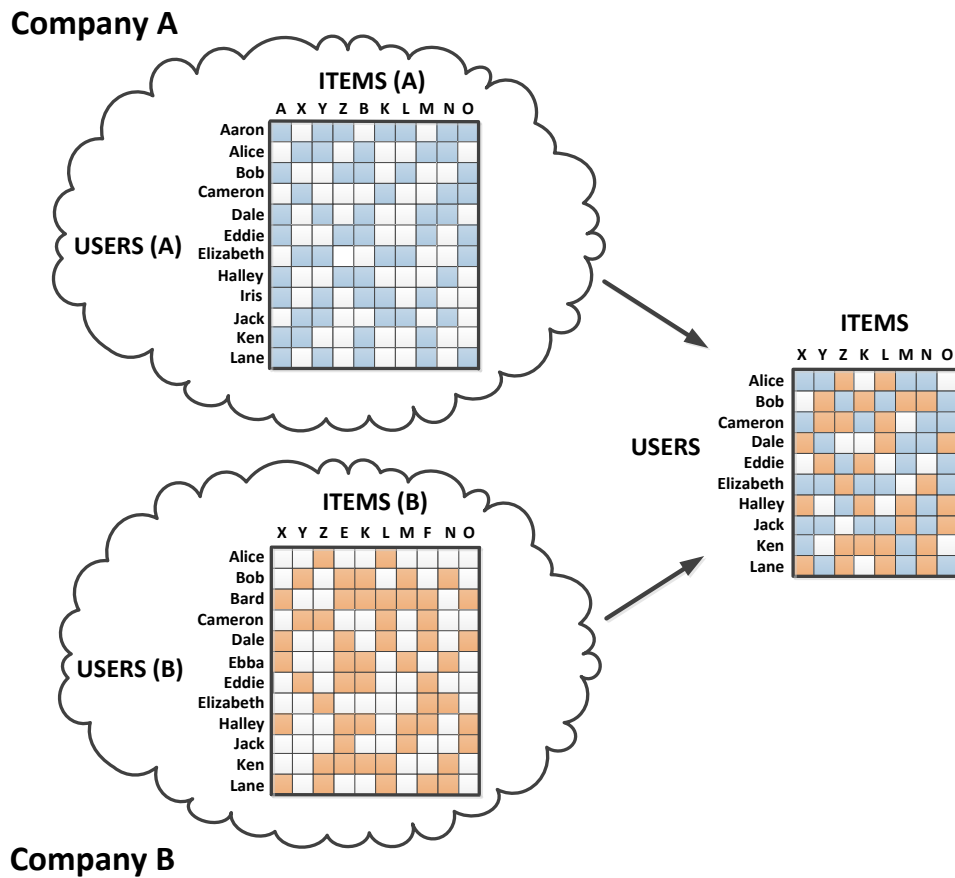 Company A
ITEMS (A)
A X Y Z B K L M N O
Aaron
Alice
Bob
Cameron
Dale
USERS (A)
Eddie
Elizabeth
Halley
Iris
Jack
Ken
Lane
ITEMS
X Y Z K L M N O
Alice
Bob
Cameron
USERS
Dale
Eddie
Elizabeth
Halley
Jack
Ken
Lane
ITEMS (B)
X Y Z E K L M F N O
Alice
Bob
Bard
Cameron
Dale
USERS (B)
Ebba
Eddie
Elizabeth
Halley
Jack
Ken
Lane
Company B